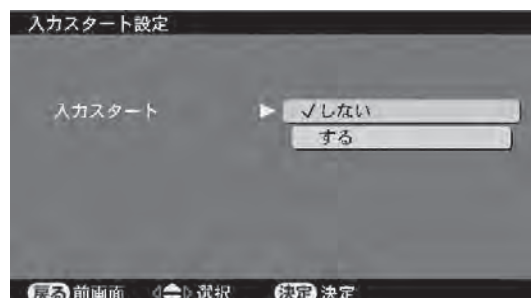 入力スタート設定
入力スタート ▶ ✓しない
する
戻る 前画面 選択 決定 決定